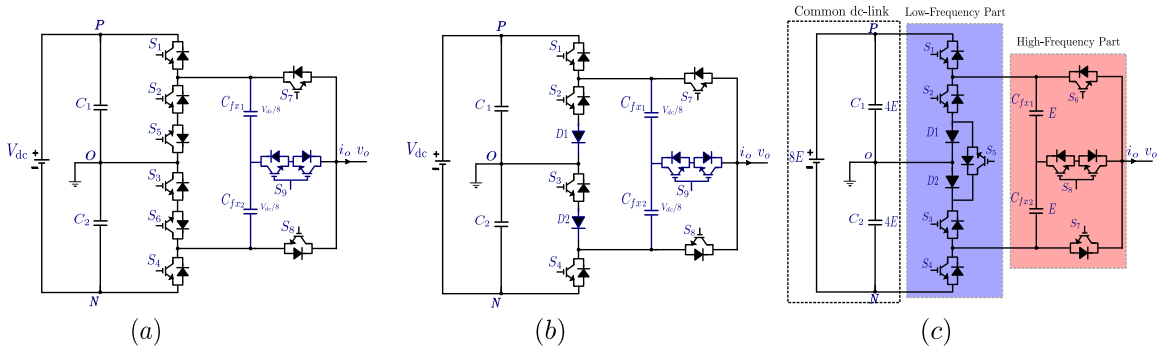 Common dc-link
Low-Frequency Part
High-Frequency Part
P
S1
S2
S5
S3
S6
S4
C1
C2
O
N
Vdc
+
-
Cfx1
Vdc/8
Cfx2
Vdc/8
S7
S9
S8
io vo
(a)
P
S1
S2
D1
S3
D2
S4
C1
C2
O
N
Vdc
+
-
Cfx1
Vdc/8
Cfx2
Vdc/8
S7
S9
S8
io vo
(b)
P
S1
S2
D1
S5
D2
S3
S4
C1
4E
C2
4E
O
N
8E
+
-
Cfx1
E
Cfx2
E
S6
S8
S7
io vo
(c)